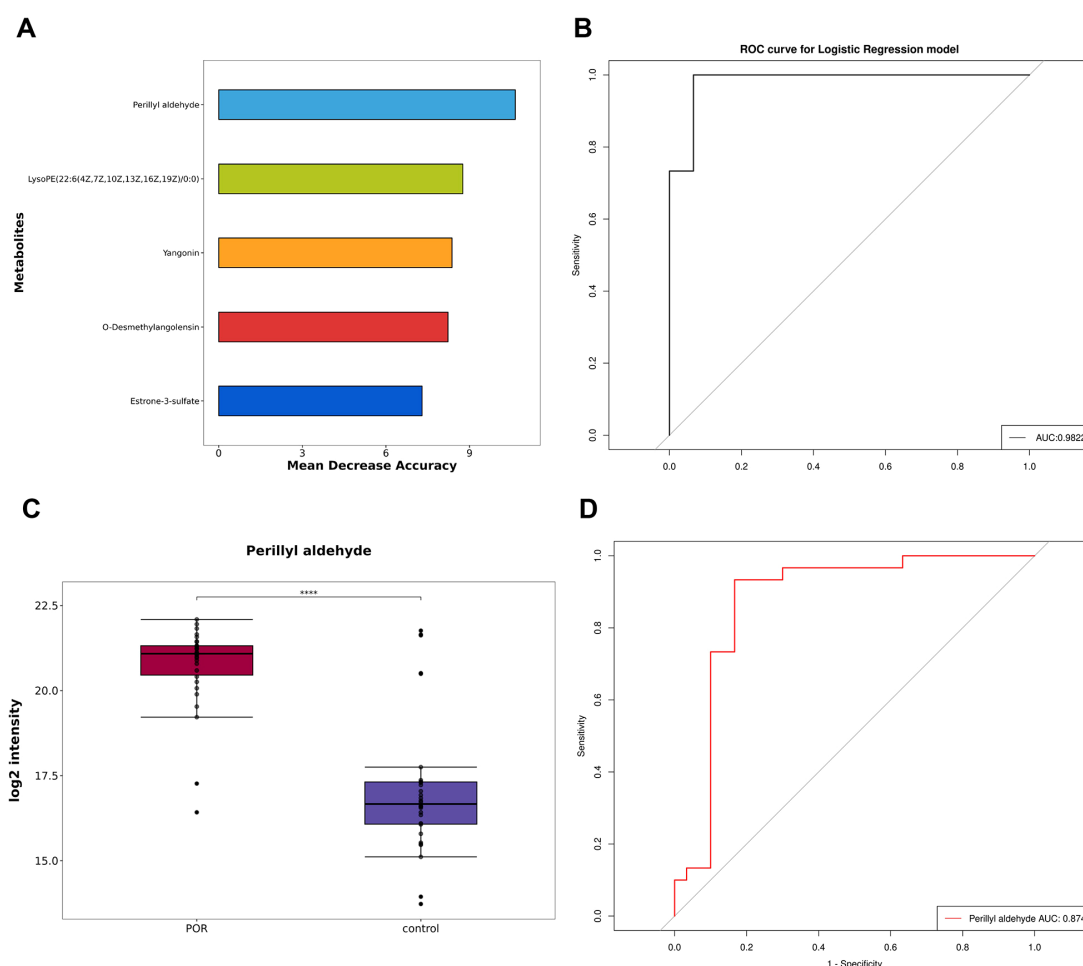 A
Perillyl aldehyde
LysoPE(22:6(4Z,7Z,10Z,13Z,16Z,19Z)/0:0)
Yangonin
O-Desmethylangolensin
Estrone-3-sulfate
Metabolites
0 3 6 9
Mean Decrease Accuracy
B
ROC curve for Logistic Regression model
1.0
0.8
0.6
0.4
0.2
0.0
Sensitivity
0.0 0.2 0.4 0.6 0.8 1.0
AUC:0.9822
C
Perillyl aldehyde
****
22.5
20.0
17.5
15.0
log2 intensity
POR control
D
1.0
0.8
0.6
0.4
0.2
0.0
Sensitivity
Perillyl aldehyde AUC: 0.874
0.0 0.2 0.4 0.6 0.8 1.0
1 - Specificity